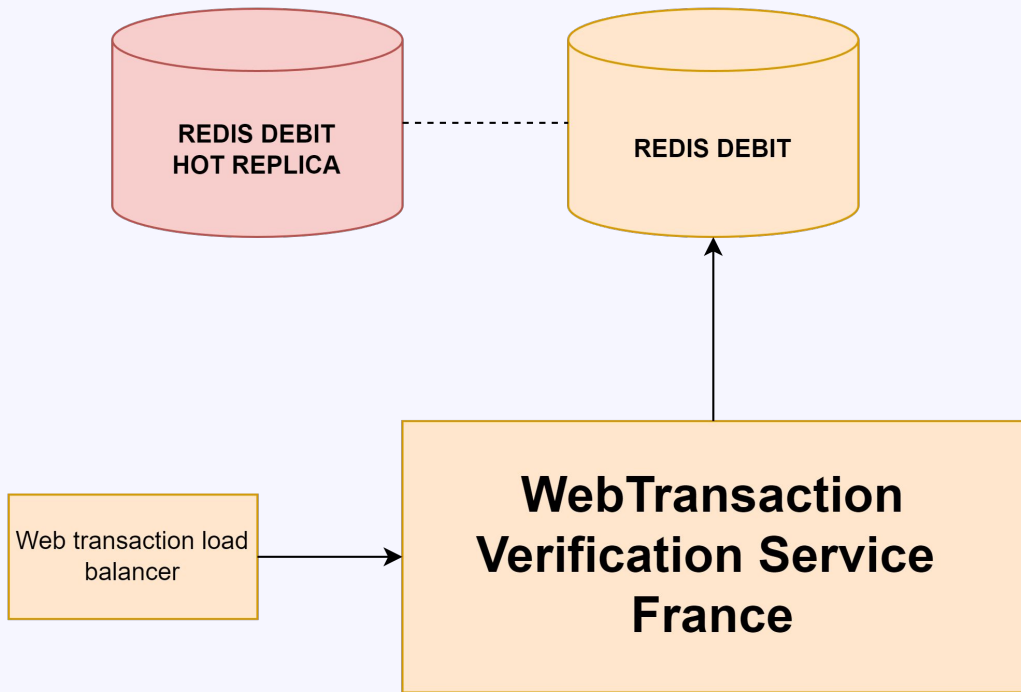 REDIS DEBIT
HOT REPLICA
REDIS DEBIT
Web transaction load
balancer
WebTransaction
Verification Service
France